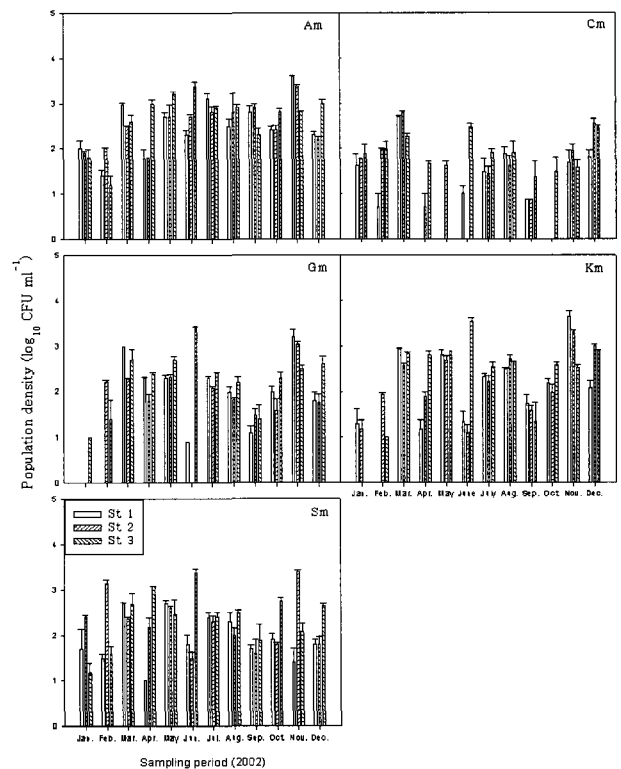 Am
Cm
5
4
3
2
1
0
Gm
Km
5
4
3
2
1
0
Jan. Feb. Mar. Apr. May June July Aug. Sep. Oct. Nov. Dec.
Sm
St 1
St 2
St 3
5
4
3
2
1
0
Jan. Feb. Mar. Apr. May Jun. Jul. Aug. Sep. Oct. Nov. Dec.
Population density (log10 CFU ml⁻¹)
Sampling period (2002)